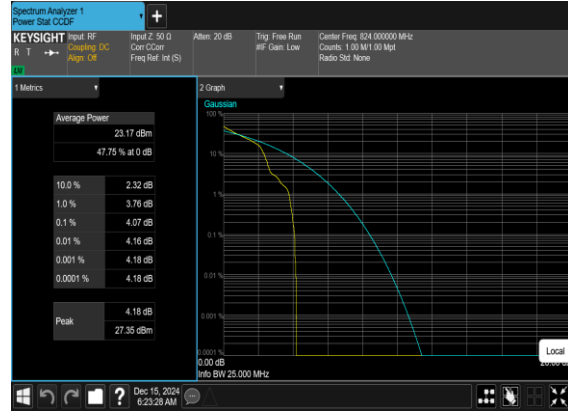 Spectrum Analyzer 1
Power Stat CCDF
KEYSIGHT
R T
LM
Input: RF
Coupling: DC
Align: Off
Input Z: 50 Ω
Corr CCorr
Freq Ref: Int (S)
Atten: 20 dB
Trig: Free Run
#IF Gain: Low
Center Freq: 824.000000 MHz
Counts: 1.00 M/1.00 Mpt
Radio Std: None
1 Metrics
Average Power
23.17 dBm
47.75 % at 0 dB
10.0 % 2.32 dB
1.0 % 3.76 dB
0.1 % 4.07 dB
0.01 % 4.16 dB
0.001 % 4.18 dB
0.0001 % 4.18 dB
Peak
4.18 dB
27.35 dBm
2 Graph
Gaussian
100 %
10 %
1 %
0.1 %
0.01 %
0.001 %
0.0001 %
0.00 dB
Info BW 25.000 MHz
Local
Dec 15, 2024
6:23:28 AM